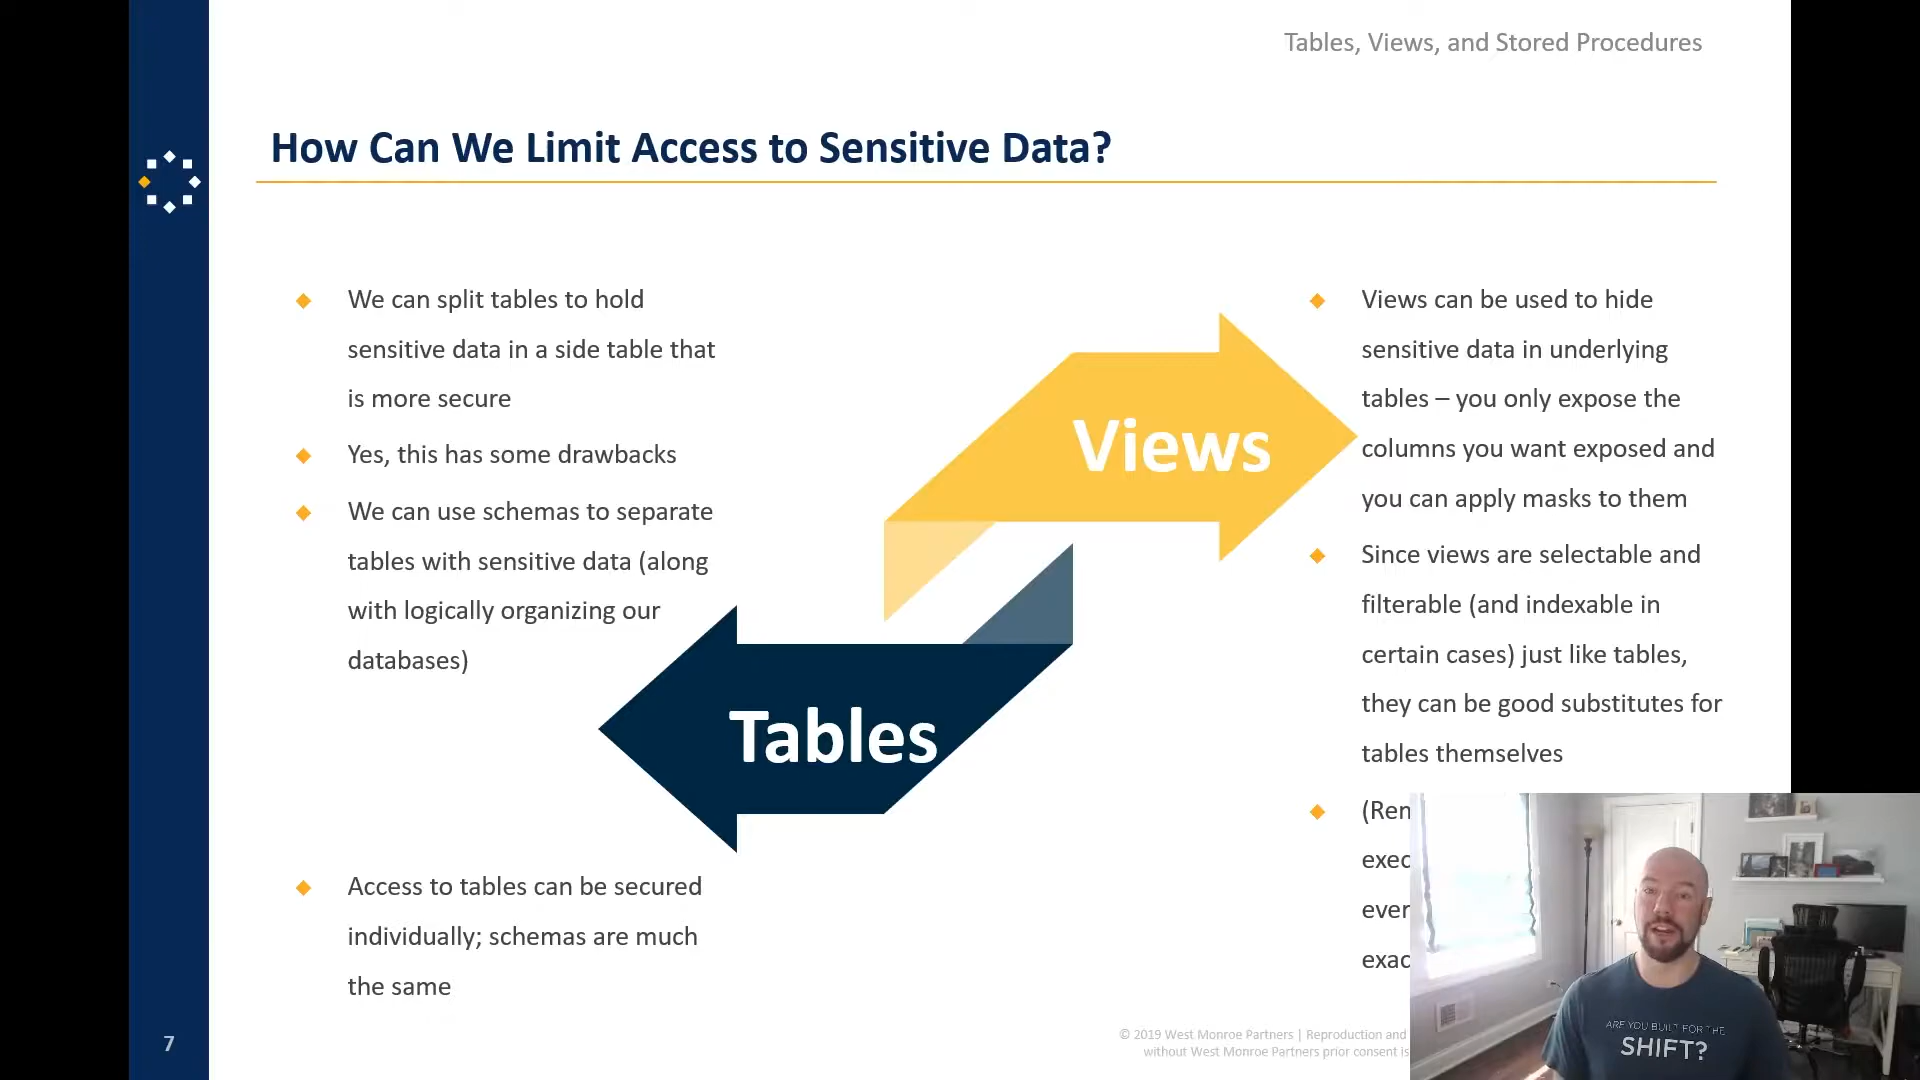 Tables, Views, and Stored Procedures
How Can We Limit Access to Sensitive Data?
We can split tables to hold
sensitive data in a side table that
is more secure
Yes, this has some drawbacks
We can use schemas to separate
tables with sensitive data (along
with logically organizing our
databases)
Access to tables can be secured
individually; schemas are much
the same
Views
Tables
Views can be used to hide
sensitive data in underlying
tables – you only expose the
columns you want exposed and
you can apply masks to them
Since views are selectable and
filterable (and indexable in
certain cases) just like tables,
they can be good substitutes for
tables themselves
(Ren
exec
ever
exac
ARE YOU BUILT FOR THE
SHIFT?
© 2019 West Monroe Partners | Reproduction and
without West Monroe Partners prior consent is
7